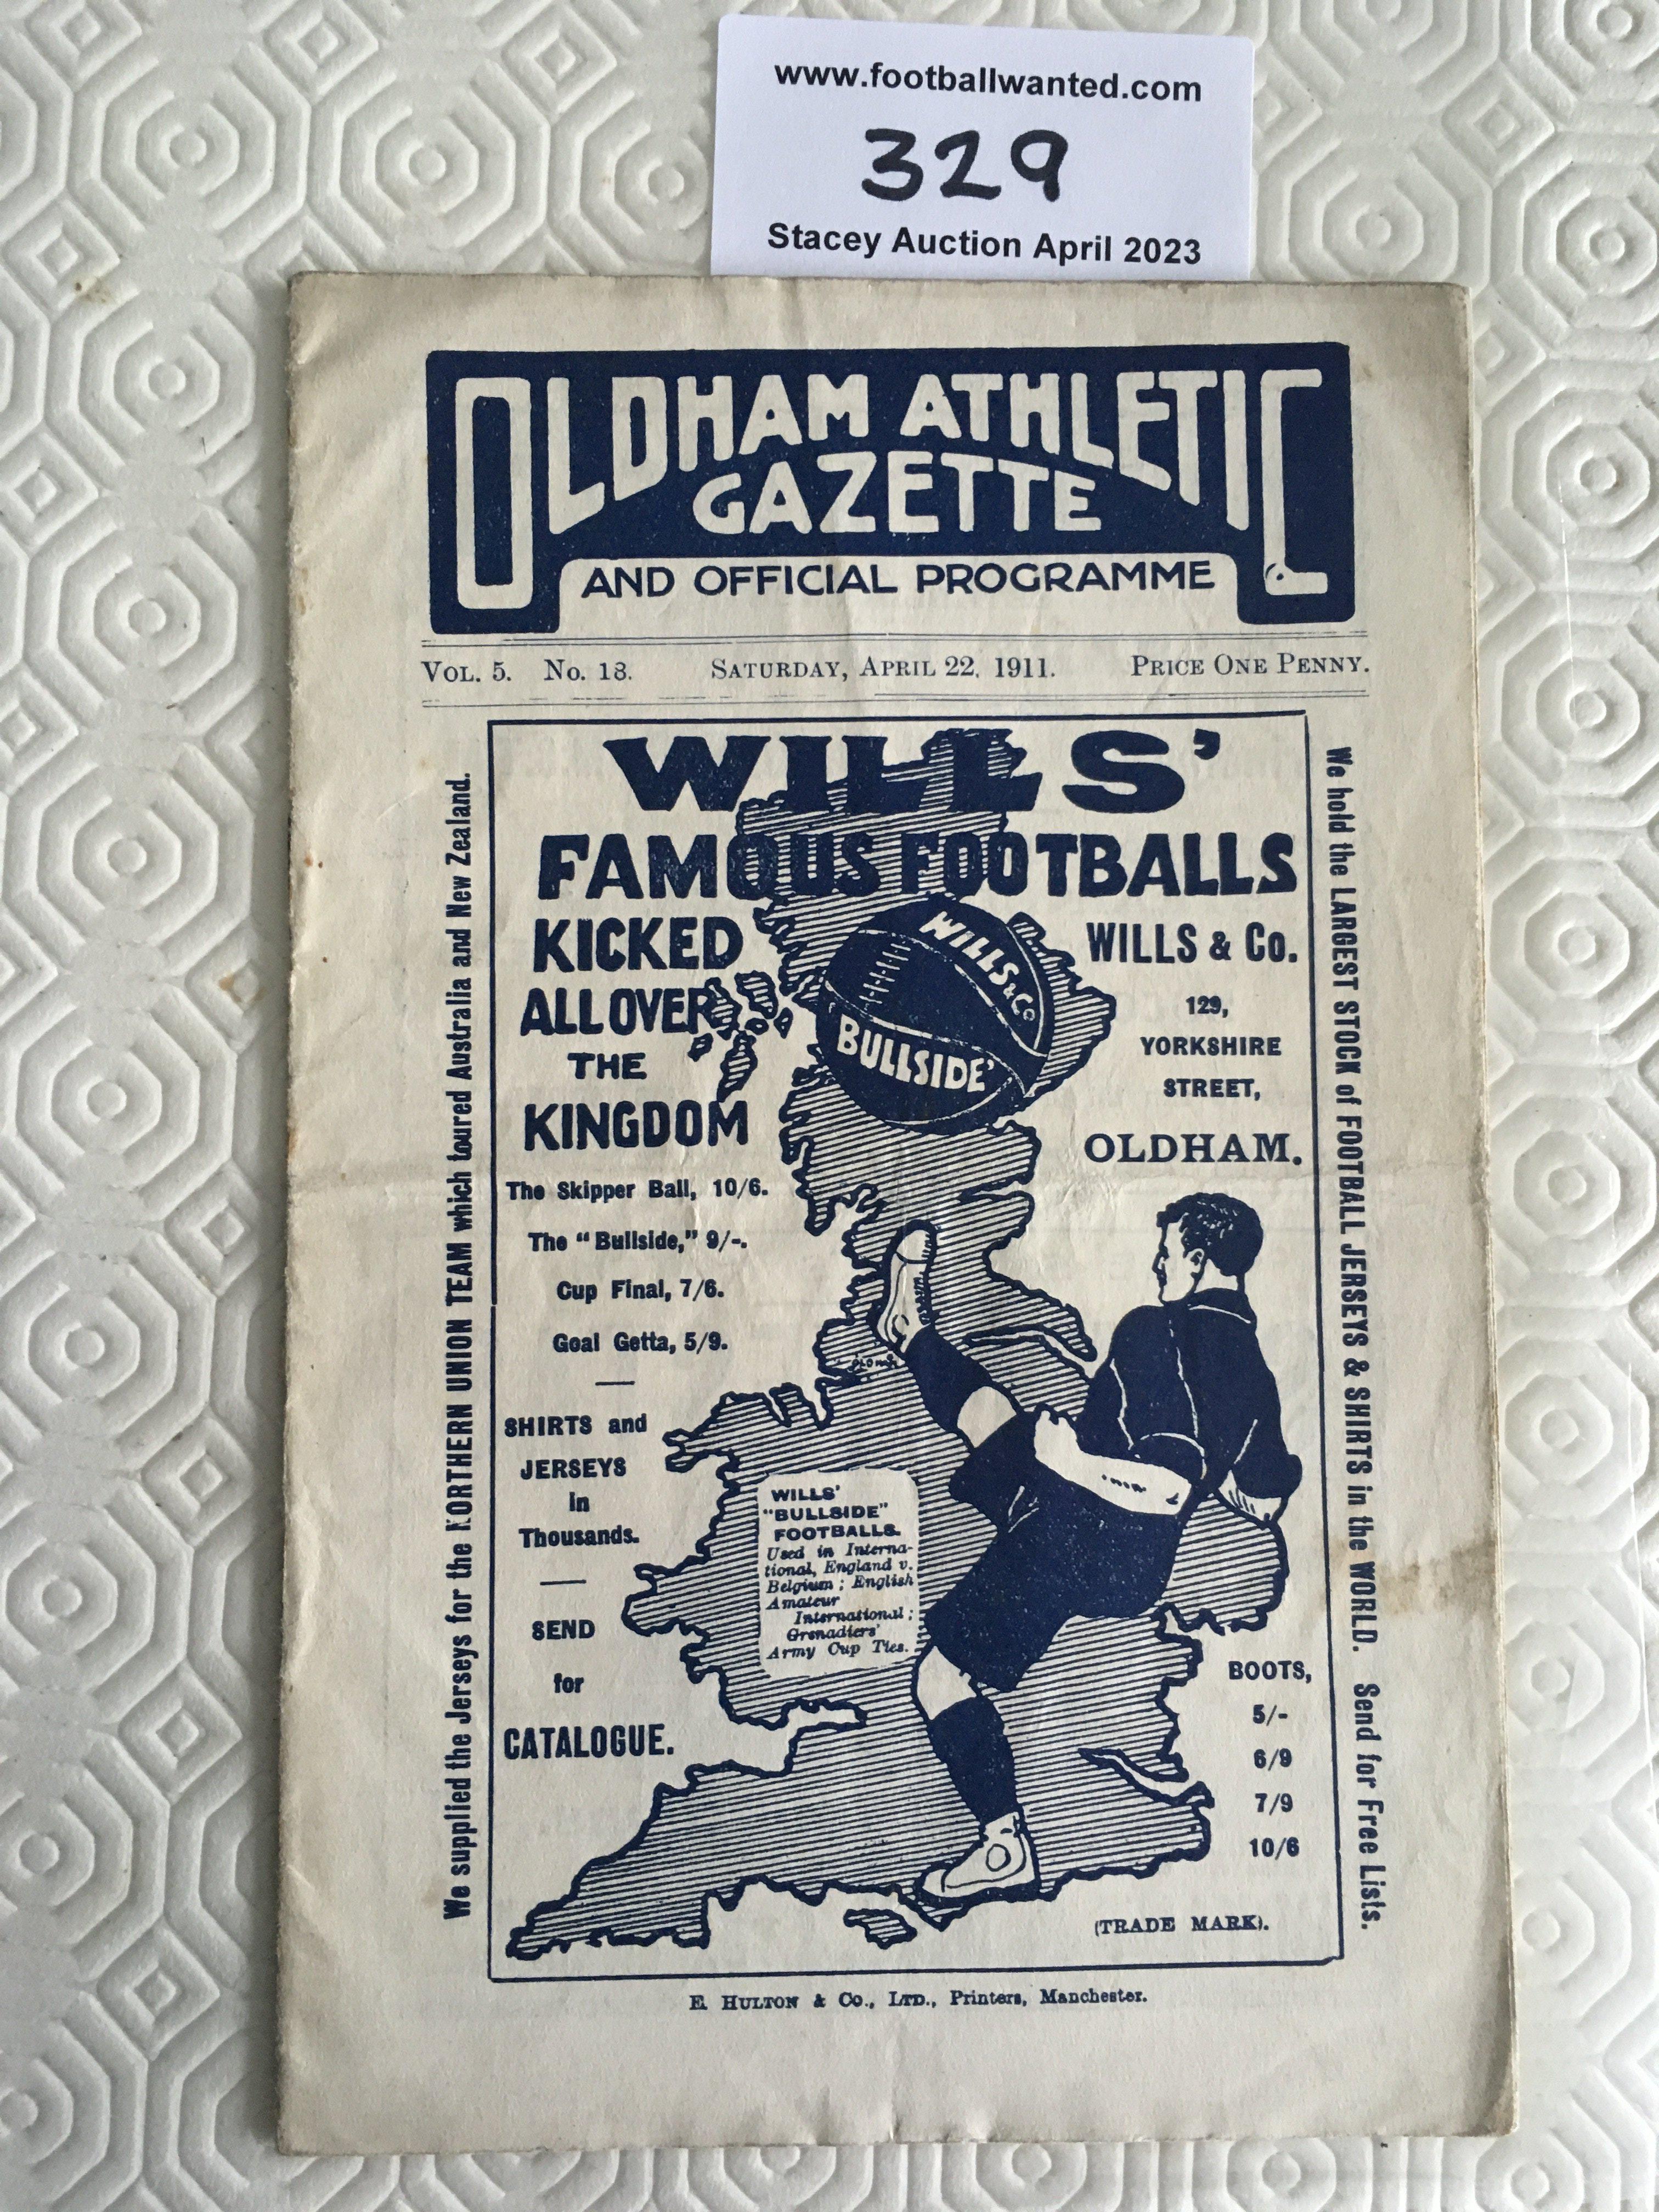 www.footballwanted.com
329
Stacey Auction April 2023
OLDHAM ATHLETIC
GAZETTE
AND OFFICIAL PROGRAMME
VOL. 5. No. 18. SATURDAY, APRIL 22, 1911. PRICE ONE PENNY.
We supplied the Jerseys for the NORTHERN UNION TEAM which toured Australia and New Zealand.
WILLS'
FAMOUS FOOTBALLS
KICKED
ALL OVER
THE
KINGDOM
WILLS & Co
BULLSIDE'
WILLS & Co.
129,
YORKSHIRE
STREET,
OLDHAM.
The Skipper Ball, 10/6.
The "Bullside," 9/-.
Cup Final, 7/6.
Goal Getta, 5/9.
SHIRTS and
JERSEYS
in
Thousands.
SEND
for
CATALOGUE.
OLDHAM
WILLS'
"BULLSIDE"
FOOTBALLS.
Used in Interna-
tional, England v.
Belgium; English
Amateur
International;
Grenadiers'
Army Cup Ties.
BOOTS,
5/-
6/9
7/9
10/6
(TRADE MARK).
We hold the LARGEST STOCK of FOOTBALL JERSEYS & SHIRTS in the WORLD. Send for Free Lists.
E. HULTON & Co., LTD., Printers, Manchester.